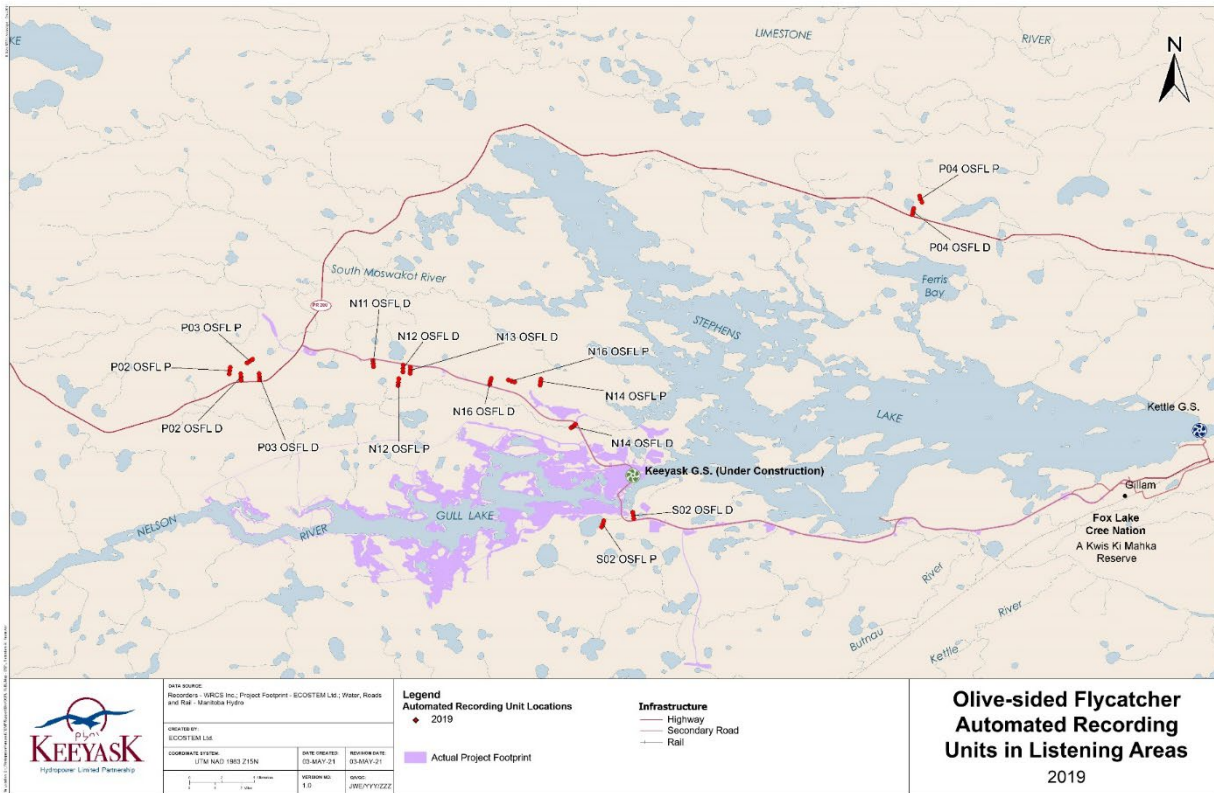 KE
LIMESTONE
RIVER
N
P04 OSFL P
P04 OSFL D
South Moswakot River
Ferris
Bay
PR 280
N11 OSFL D
N12 OSFL D
N13 OSFL D
P03 OSFL P
STEPHENS
N16 OSFL P
P02 OSFL P
N14 OSFL P
N16 OSFL D
LAKE
Kettle G.S.
P02 OSFL D
P03 OSFL D
N12 OSFL P
N14 OSFL D
Keeyask G.S. (Under Construction)
Gillam
GULL LAKE
S02 OSFL D
NELSON
RIVER
Fox Lake
Cree Nation
A Kwis Ki Mahka
Reserve
S02 OSFL P
River
River
Butnau
Kettle
KEEYASK
Hydropower Limited Partnership
DATA SOURCE:
Recorders - WRCS Inc.; Project Footprint - ECOSTEM Ltd.; Water, Roads
and Rail - Manitoba Hydro
CREATED BY:
ECOSTEM Ltd.
COORDINATE SYSTEM:
UTM NAD 1983 Z15N
DATE CREATED:
03-MAY-21
REVISION DATE:
03-MAY-21
VERSION NO:
1.0
QA/QC:
JWE/YYY/ZZZ
Legend
Automated Recording Unit Locations
2019
Actual Project Footprint
Infrastructure
Highway
Secondary Road
Rail
Olive-sided Flycatcher
Automated Recording
Units in Listening Areas
2019